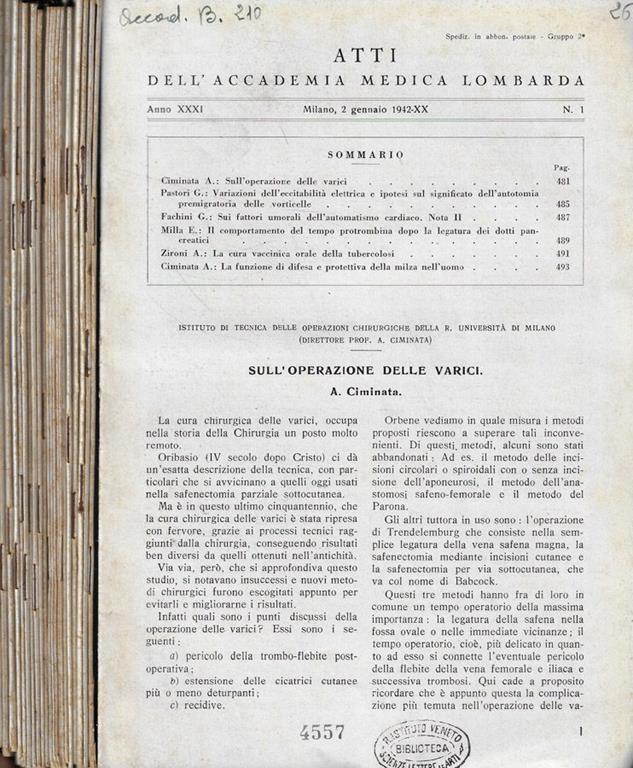 Accord. B. 210
26
Spediz. in abbon. postale - Gruppo 2°
ATTI
DELL'ACCADEMIA MEDICA LOMBARDA
Anno XXXI Milano, 2 gennaio 1942-XX N. 1
SOMMARIO
Pag.
Ciminata A.: Sull'operazione delle varici . . . . . . . . . 481
Pastori G.: Variazioni dell'eccitabilità elettrica e ipotesi sul significato dell'autotomia
premigratoria delle vorticelle . . . . . . . . . . 485
Fachini G.: Sui fattori umorali dell'automatismo cardiaco. Nota II . . . . 487
Milla E.: Il comportamento del tempo protrombina dopo la legatura dei dotti pan-
creatici . . . . . . . . . . . . . . 489
Zironi A.: La cura vaccinica orale della tubercolosi . . . . . . . 491
Ciminata A.: La funzione di difesa e protettiva della milza nell'uomo . . . . 493
ISTITUTO DI TECNICA DELLE OPERAZIONI CHIRURGICHE DELLA R. UNIVERSITÀ DI MILANO
(DIRETTORE PROF. A. CIMINATA)
SULL'OPERAZIONE DELLE VARICI.
A. Ciminata.
La cura chirurgica delle varici, occupa
nella storia della Chirurgia un posto molto
remoto.
Oribasio (IV secolo dopo Cristo) ci dà
un'esatta descrizione della tecnica, con par-
ticolari che si avvicinano a quelli oggi usati
nella safenectomia parziale sottocutanea.
Ma è in questo ultimo cinquantennio, che
la cura chirurgica delle varici è stata ripresa
con fervore, grazie ai processi tecnici rag-
giunti dalla chirurgia, conseguendo risultati
ben diversi da quelli ottenuti nell'antichità.
Via via, però, che si approfondiva questo
studio, si notavano insuccessi e nuovi meto-
di chirurgici furono escogitati appunto per
evitarli e migliorarne i risultati.
Infatti quali sono i punti discussi della
operazione delle varici? Essi sono i se-
guenti:
a) pericolo della trombo-flebite post-
operativa;
b) estensione delle cicatrici cutanee
più o meno deturpanti;
c) recidive.
Orbene vediamo in quale misura i metodi
proposti riescono a superare tali inconve-
nienti. Di questi metodi, alcuni son stati
abbandonati: Ad es. il metodo delle inci-
sioni circolari o spiroidali con o senza inci-
sione dell'aponeurosi, il metodo dell'ana-
stomosi safeno-femorale e il metodo del
Parona.
Gli altri tuttora in uso sono: l'operazione
di Trendelemburg che consiste nella sem-
plice legatura della vena safena magna, la
safenectomia mediante incisioni cutanee e
la safenectomia per via sottocutanea, che
va col nome di Babcock.
Questi tre metodi hanno fra di loro in
comune un tempo operatorio della massima
importanza: la legatura della safena nella
fossa ovale o nelle immediate vicinanze; il
tempo operatorio, cioè, più delicato in quan-
to ad esso si connette l'eventuale pericolo
della flebite della vena femorale e iliaca e
successiva trombosi. Qui cade a proposito
ricordare che è appunto questa la complica-
zione più temuta nell'operazione delle va-
4557
R. ISTITUTO VENETO
BIBLIOTECA
SCIENZE LETTERE ED ARTI
1